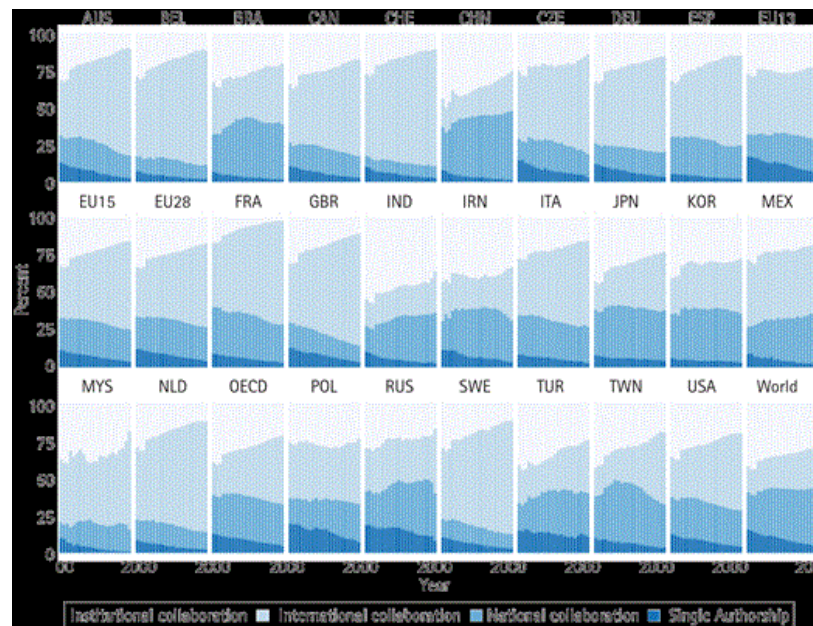 AUS BEL BRA CAN CHE CHN CZE DEU ESP EU13
100
75
50
25
0
EU15 EU28 FRA GBR IND IRN ITA JPN KOR MEX
100
75
50
25
0
Percent
MYS NLD OECD POL RUS SWE TUR TWN USA World
100
75
50
25
0
00 2000 2000 2000 2000 2000 2000 2000 2000 2000 20
Year
Institutional collaboration International collaboration National collaboration Single Authorship